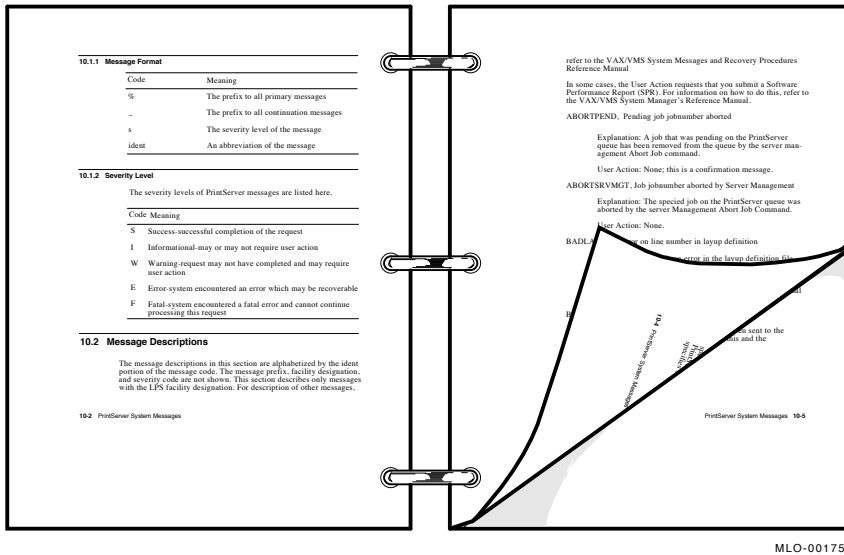 10.1.1 Message Format
Code Meaning
% The prefix to all primary messages
_ The prefix to all continuation messages
s The severity level of the message
ident An abbreviation of the message
10.1.2 Severity Level
The severity levels of PrintServer messages are listed here.
Code Meaning
S Success-successful completion of the request
I Informational-may or may not require user action
W Warning-request may not have completed and may require
user action
E Error-system encountered an error which may be recoverable
F Fatal-system encountered a fatal error and cannot continue
processing this request
10.2 Message Descriptions
The message descriptions in this section are alphabetized by the ident
portion of the message code. The message prefix, facility designation,
and severity code are not shown. This section describes only messages
with the LPS facility designation. For description of other messages,
10-2 PrintServer System Messages
refer to the VAX/VMS System Messages and Recovery Procedures
Reference Manual
In some cases, the User Action requests that you submit a Software
Performance Report (SPR). For information on how to do this, refer to
the VAX/VMS System Manager's Reference Manual.
ABORTPEND, Pending job jobnumber aborted
Explanation: A job that was pending on the PrintServer
queue has been removed from the queue by the server man-
agement Abort Job command.
User Action: None; this is a confirmation message.
ABORTSRVMGT, Job jobnumber aborted by Server Management
Explanation: The specied job on the PrintServer queue was
aborted by the server Management Abort Job Command.
User Action: None.
on line number in layup definition
error in the layup definition file
sent to the
and the
10-4 PrintServer System Messages
PrintServer System Messages 10-5
MLO-00175